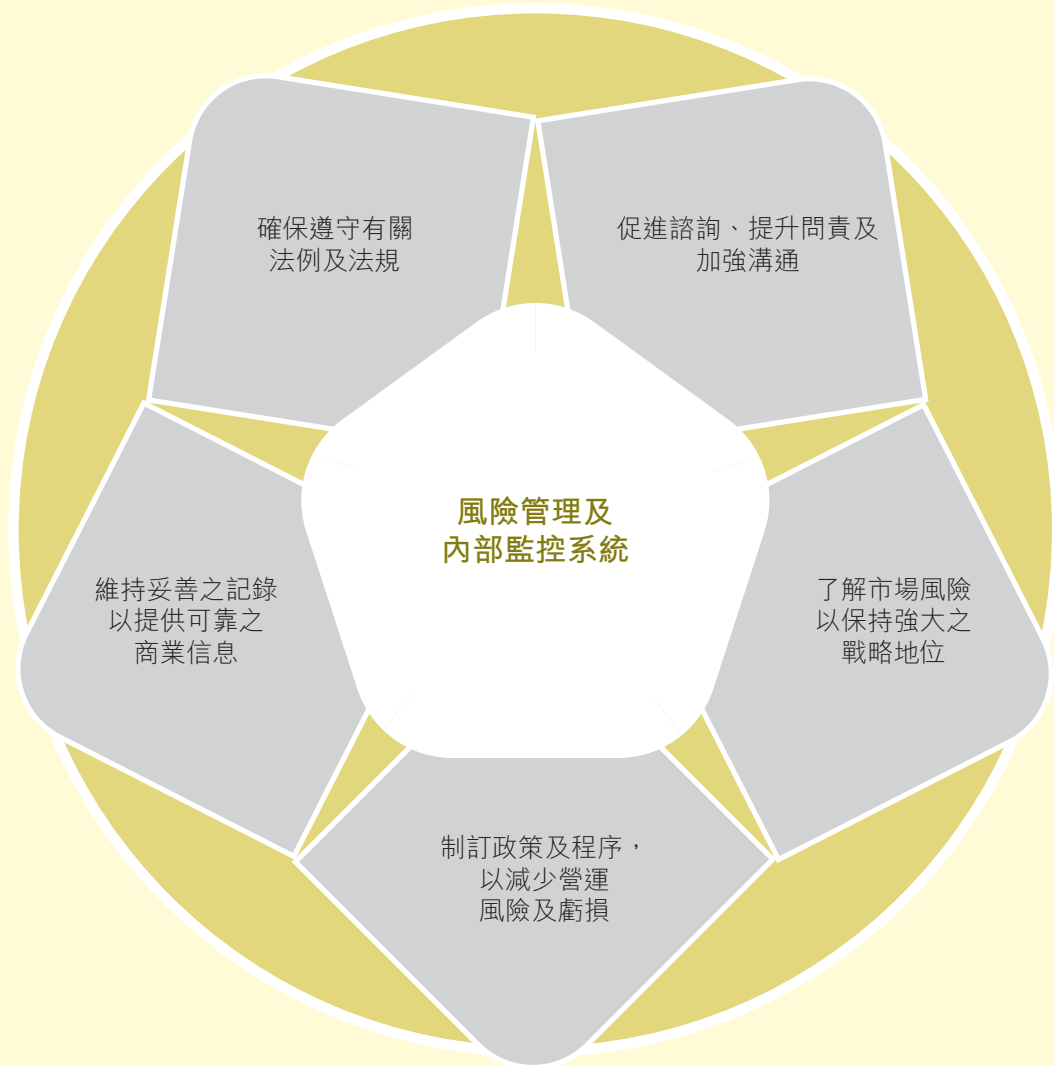 確保遵守有關
法例及法規
促進諮詢、提升問責及
加強溝通
風險管理及
內部監控系統
維持妥善之記錄
以提供可靠之
商業信息
了解市場風險
以保持強大之
戰略地位
制訂政策及程序，
以減少營運
風險及虧損